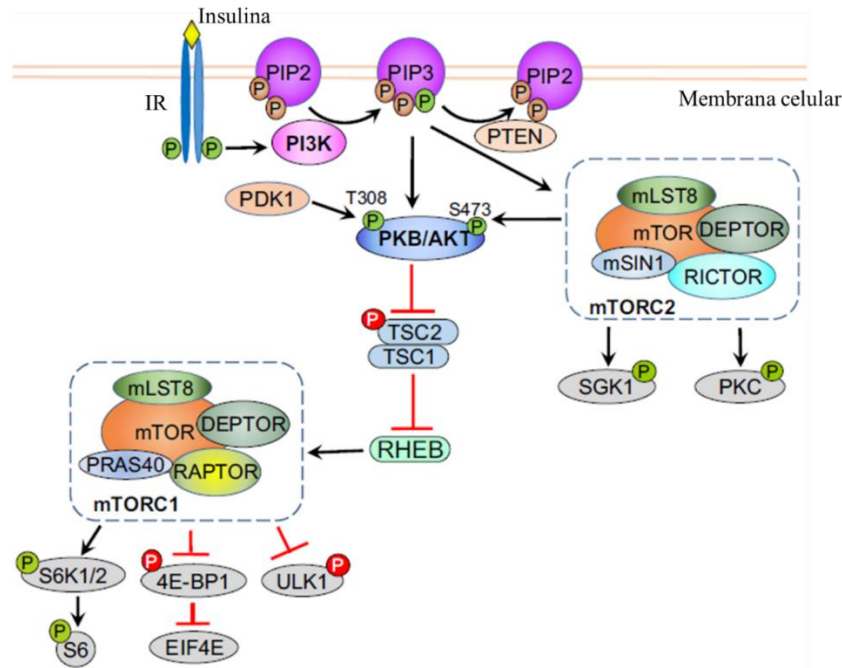 Insulina
IR
PIP2
P
P
PIP3
P
P
P
PIP2
P
P
PTEN
Membrana celular
P
P
PI3K
PDK1
T308
P
S473
P
PKB/AKT
mLST8
mTOR
DEPTOR
mSIN1
RICTOR
mTORC2
P
TSC2
TSC1
SGK1
P
PKC
P
RHEB
mLST8
mTOR
DEPTOR
PRAS40
RAPTOR
mTORC1
P
S6K1/2
P
4E-BP1
ULK1
P
P
S6
EIF4E